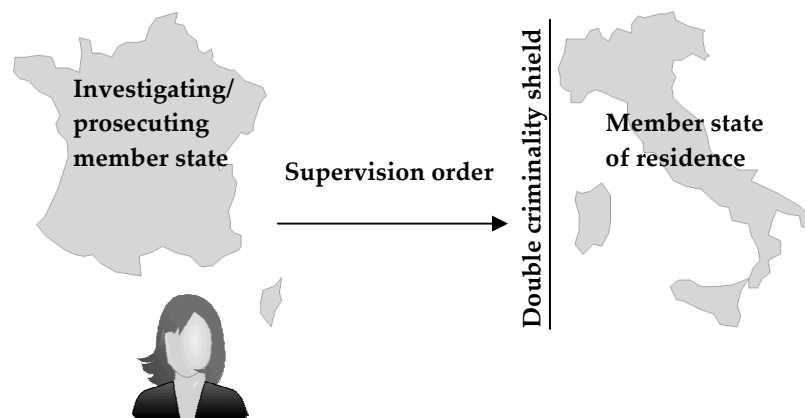 Investigating/
prosecuting
member state
Supervision order
Double criminality shield
Member state
of residence